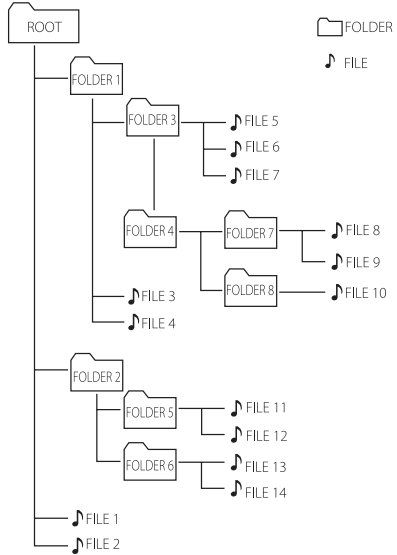 ROOT
FOLDER
FILE
FOLDER 1
FOLDER 3
FILE 5
FILE 6
FILE 7
FOLDER 4
FOLDER 7
FILE 8
FILE 9
FOLDER 8
FILE 10
FILE 3
FILE 4
FOLDER 2
FOLDER 5
FILE 11
FILE 12
FOLDER 6
FILE 13
FILE 14
FILE 1
FILE 2